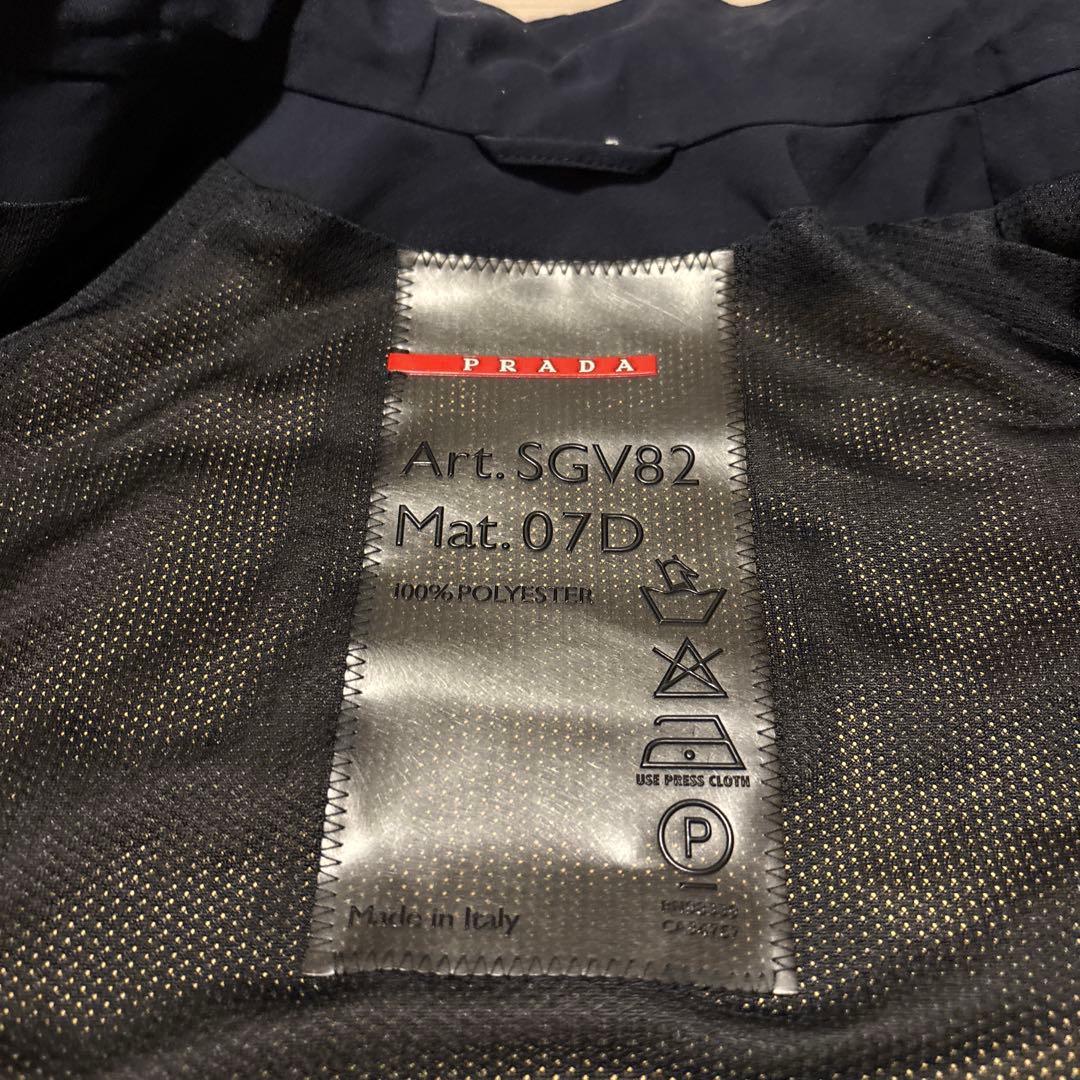 PRADA
Art. SGV82
Mat. 07D
100% POLYESTER
USE PRESS CLOTH
P
Made in Italy